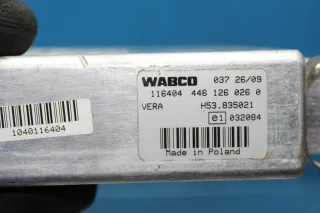 WABCO 037 26/09
116404 446 126 026 0
VERA H53.835021
e1 032084
Made in Poland
1040116404